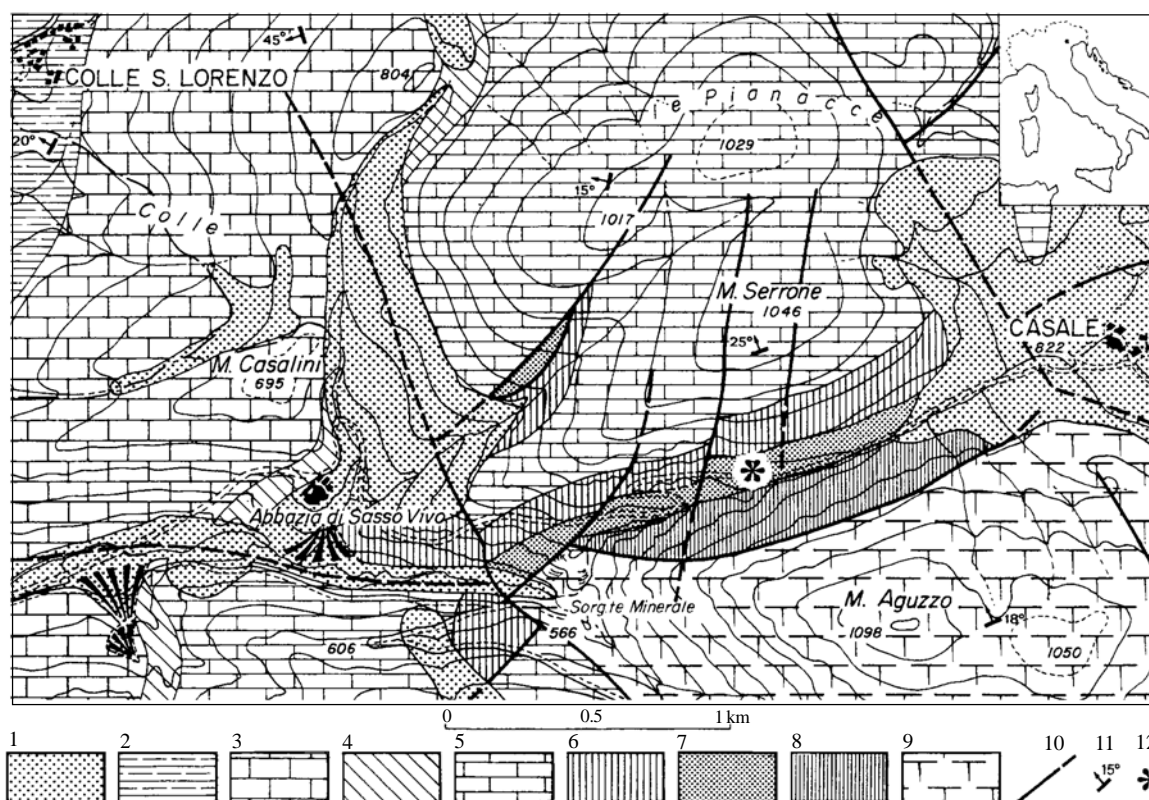 45°
804
COLLE S. LORENZO
le Pianacce
1029
20°
15°
Colle
1017
M. Serrone
1046
CASALE
822
25°
M. Casalini
695
Abbazia di Sasso Vivo
Sorg.te Minerale
566
606
M. Aguzzo
1098
18°
1050
0 0.5 1 km
1 2 3 4 5 6 7 8 9 10 11 12
15°